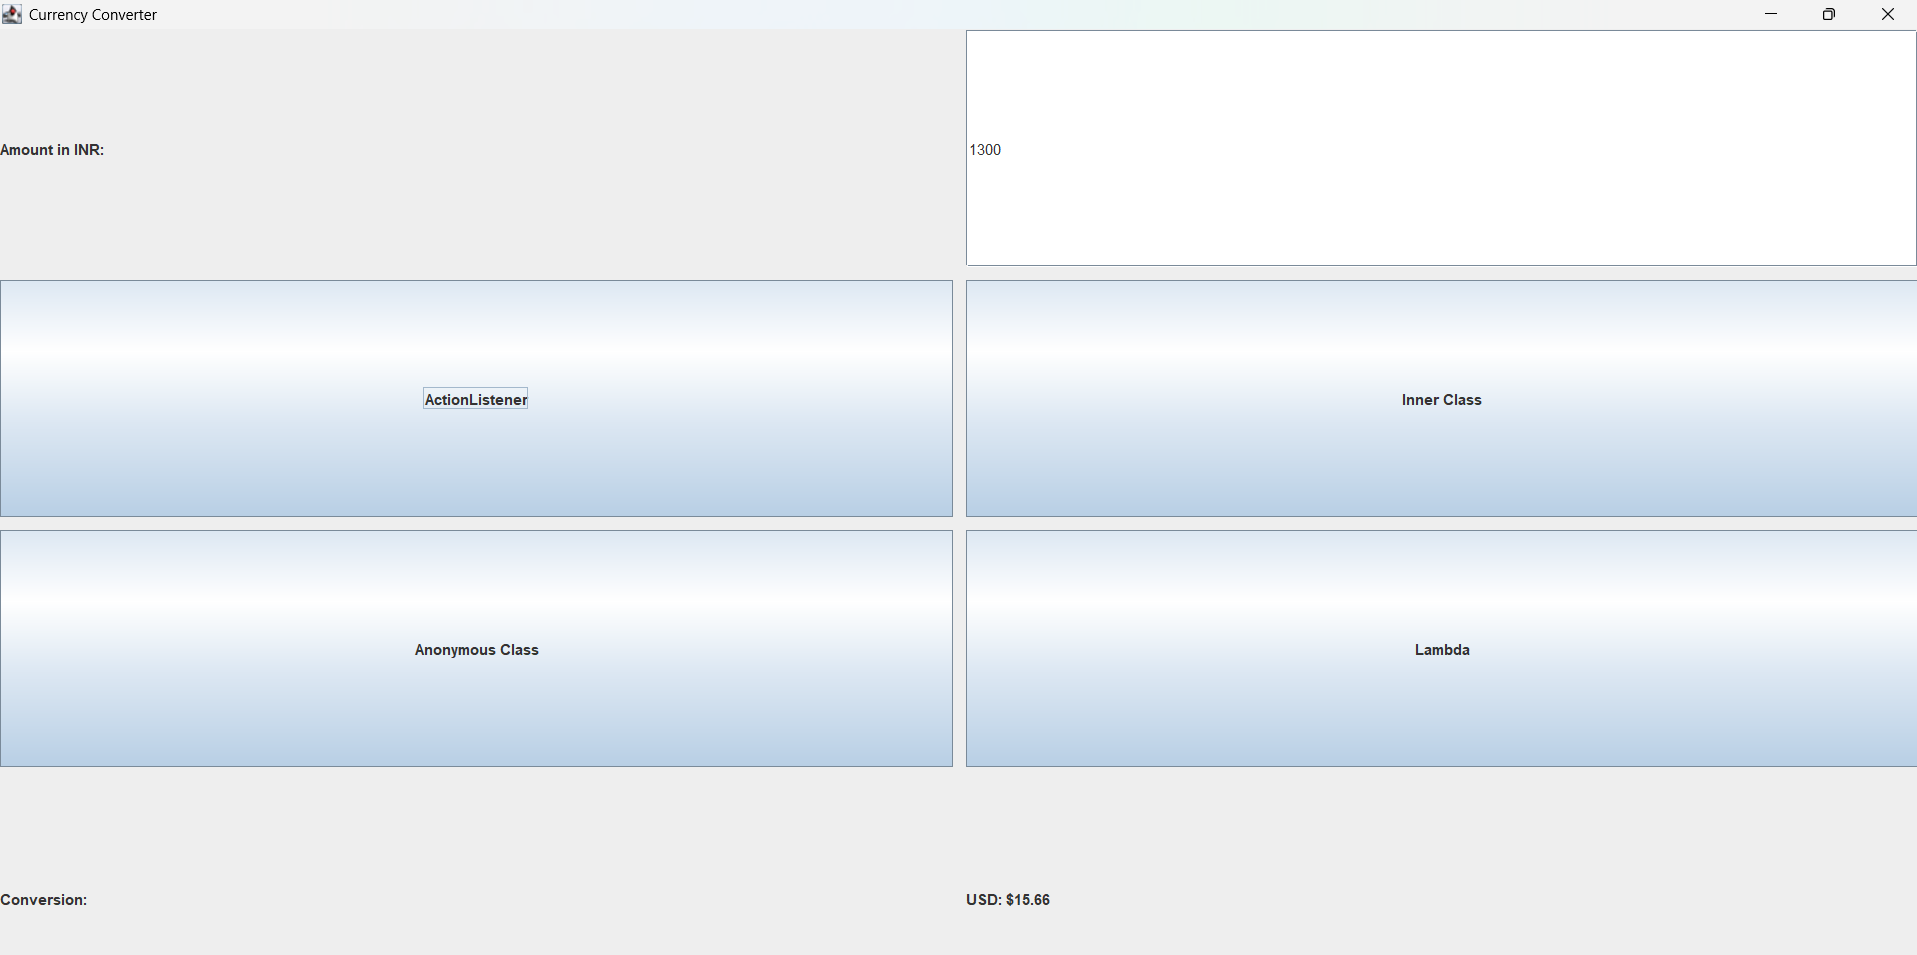 Currency Converter
Amount in INR:
1300
ActionListener
Inner Class
Anonymous Class
Lambda
Conversion:
USD: $15.66